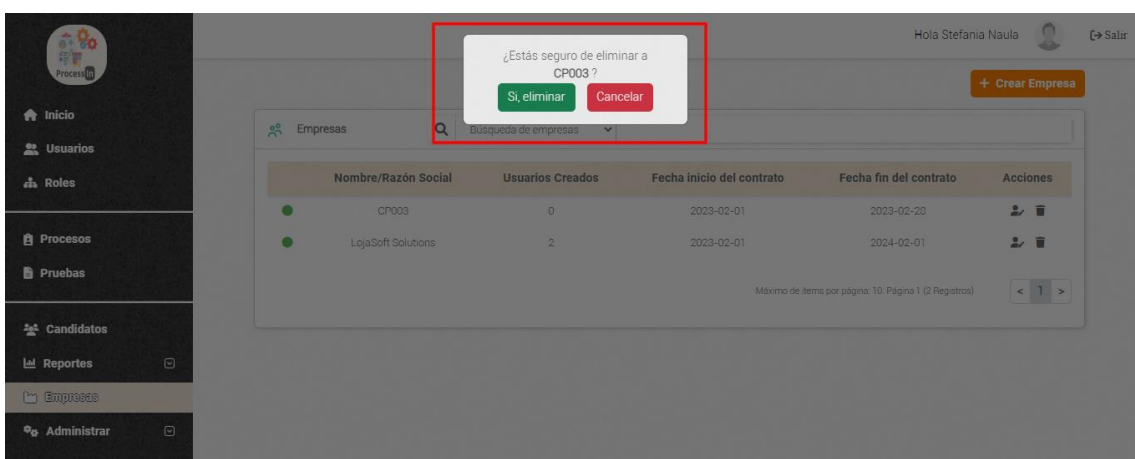 ProcessIn
Hola Stefania Naula
Salir
¿Estás seguro de eliminar a
CP003 ?
Si, eliminar Cancelar
+ Crear Empresa
Inicio
Usuarios
Roles
Procesos
Pruebas
Candidatos
Reportes
Empresas
Administrar
Empresas Búsqueda de empresas
Nombre/Razón Social Usuarios Creados Fecha inicio del contrato Fecha fin del contrato Acciones
CP003 0 2023-02-01 2023-02-28
LojaSoft Solutions 2 2023-02-01 2024-02-01
Máximo de items por página: 10. Página 1 (2 Registros) < 1 >